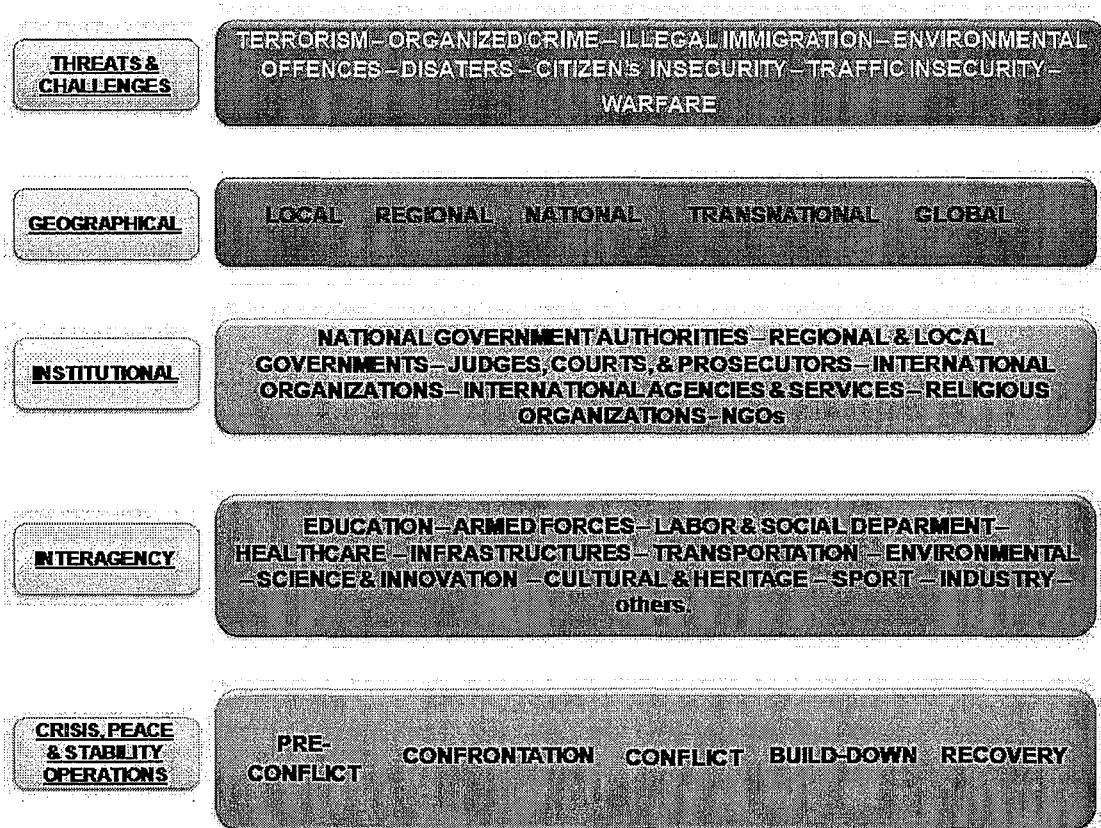 THREATS &
CHALLENGES
TERRORISM – ORGANIZED CRIME – ILLEGAL IMMIGRATION – ENVIRONMENTAL
OFFENCES – DISATERS – CITIZEN's INSECURITY – TRAFFIC INSECURITY –
WARFARE
GEOGRAPHICAL
LOCAL REGIONAL NATIONAL TRANSNATIONAL GLOBAL
INSTITUTIONAL
NATIONAL GOVERNMENT AUTHORITIES – REGIONAL & LOCAL
GOVERNMENTS – JUDGES, COURTS, & PROSECUTORS – INTERNATIONAL
ORGANIZATIONS – INTERNATIONAL AGENCIES & SERVICES – RELIGIOUS
ORGANIZATIONS – NGOs
INTERAGENCY
EDUCATION – ARMED FORCES – LABOR & SOCIAL DEPARMENT –
HEALTHCARE – INFRASTRUCTURES – TRANSPORTATION – ENVIRONMENTAL
– SCIENCE & INNOVATION – CULTURAL & HERITAGE – SPORT – INDUSTRY –
others.
CRISIS, PEACE
& STABILITY
OPERATIONS
PRE-
CONFLICT
CONFRONTATION CONFLICT BUILD-DOWN RECOVERY